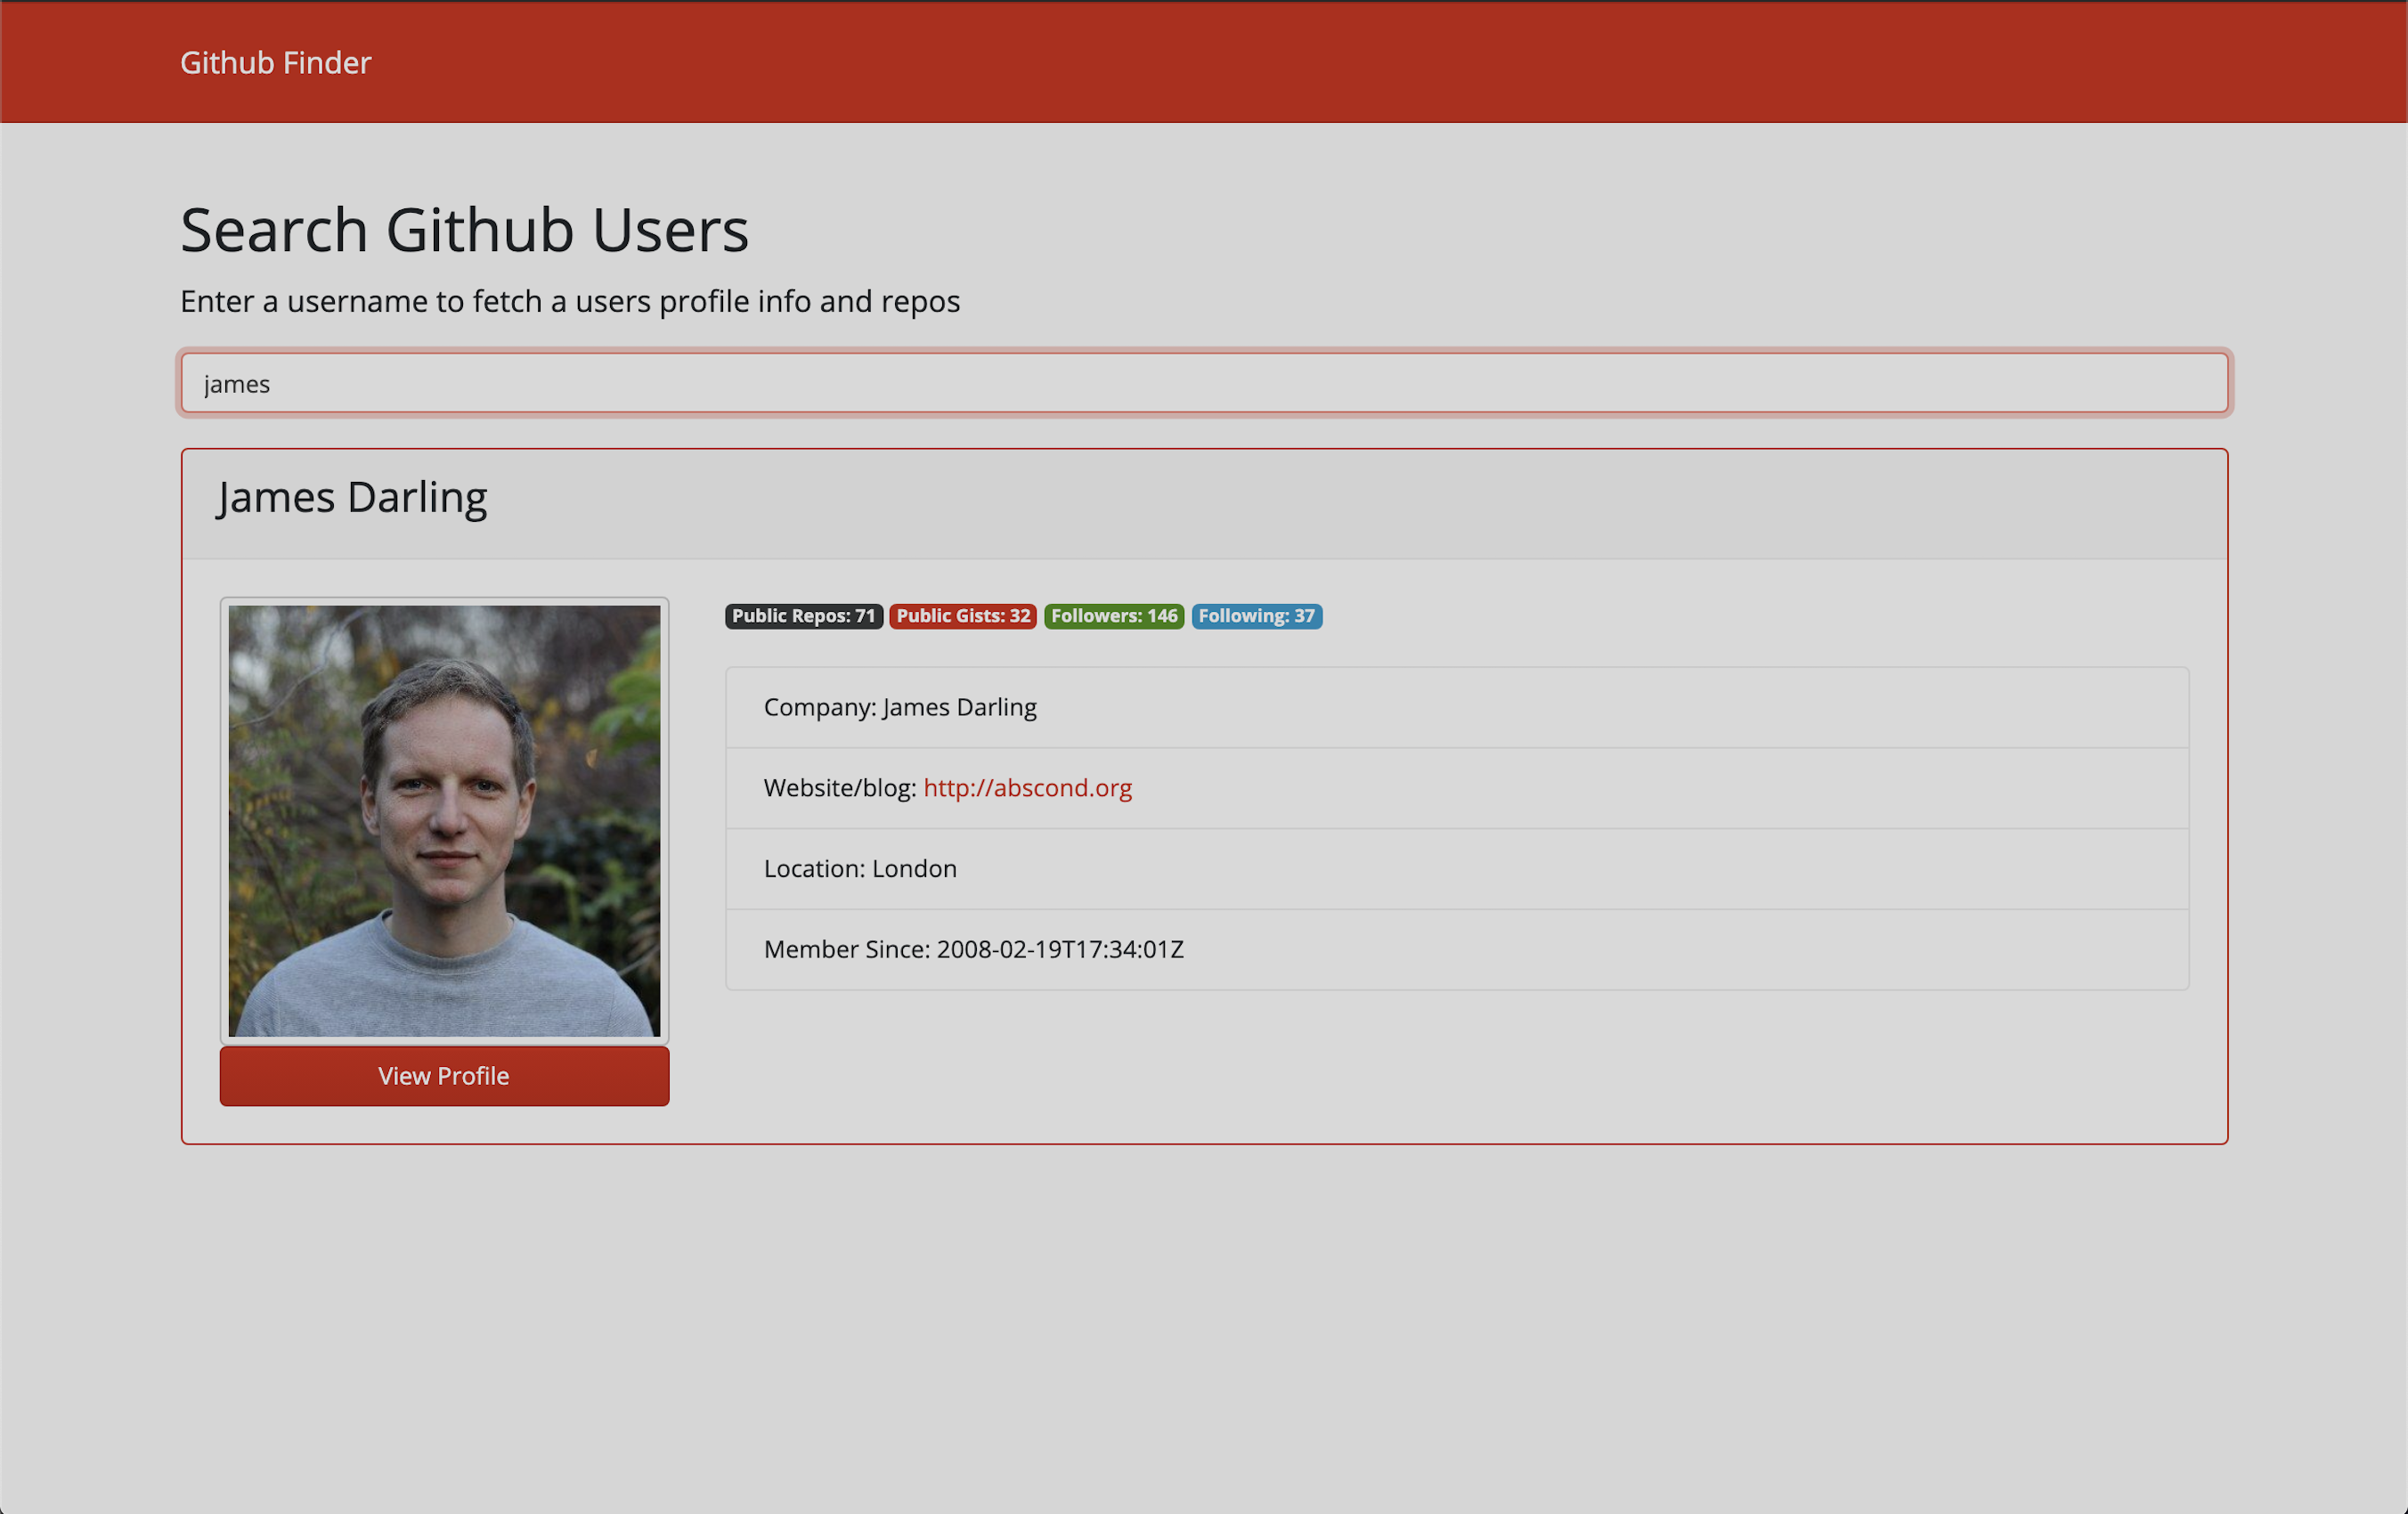 Github Finder
Search Github Users
Enter a username to fetch a users profile info and repos
james
James Darling
Public Repos: 71 Public Gists: 32 Followers: 146 Following: 37
Company: James Darling
Website/blog: http://abscond.org
Location: London
Member Since: 2008-02-19T17:34:01Z
View Profile